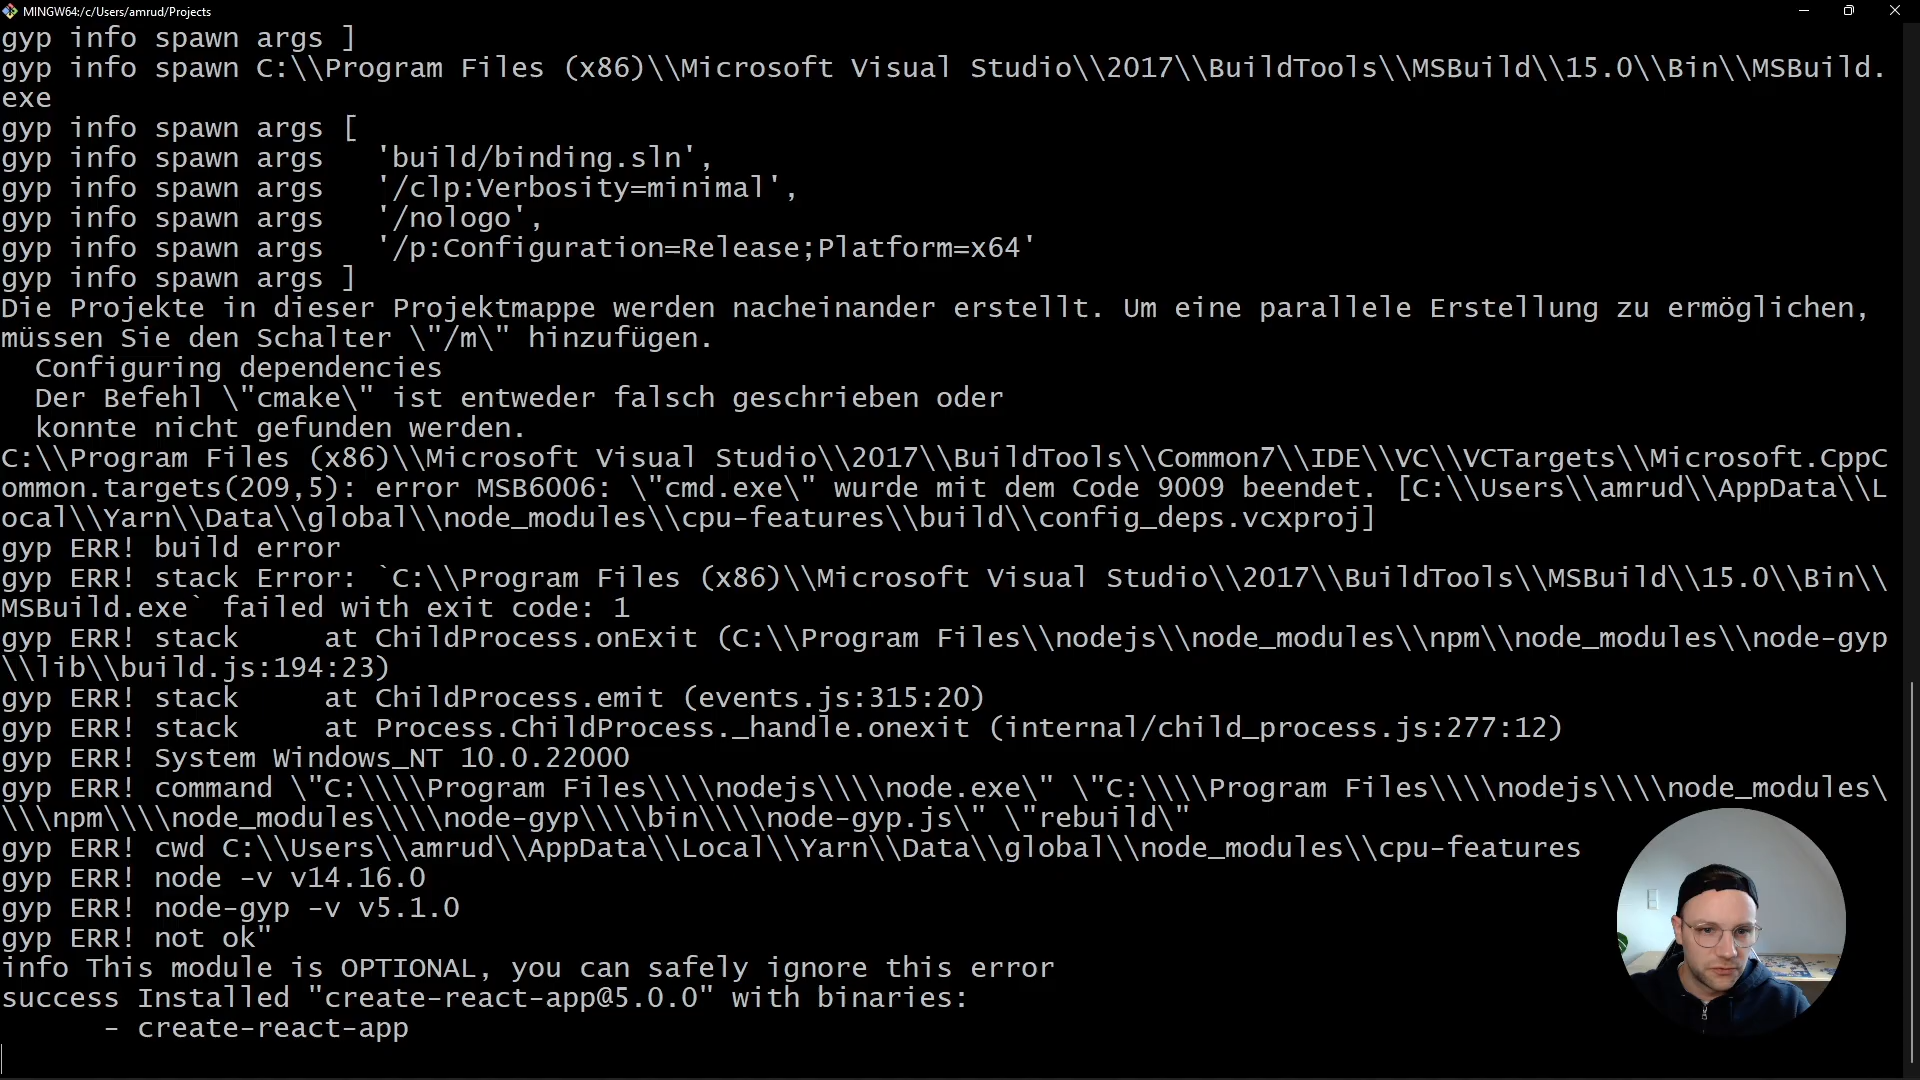 MINGW64:/c/Users/amrud/Projects
gyp info spawn args ]
gyp info spawn C:\\Program Files (x86)\\Microsoft Visual Studio\\2017\\BuildTools\\MSBuild\\15.0\\Bin\\MSBuild.
exe
gyp info spawn args [
gyp info spawn args   'build/binding.sln',
gyp info spawn args   '/clp:Verbosity=minimal',
gyp info spawn args   '/nologo',
gyp info spawn args   '/p:Configuration=Release;Platform=x64'
gyp info spawn args ]
Die Projekte in dieser Projektmappe werden nacheinander erstellt. Um eine parallele Erstellung zu ermöglichen,
müssen Sie den Schalter \"/m\" hinzufügen.
  Configuring dependencies
  Der Befehl \"cmake\" ist entweder falsch geschrieben oder
  konnte nicht gefunden werden.
C:\\Program Files (x86)\\Microsoft Visual Studio\\2017\\BuildTools\\Common7\\IDE\\VC\\VCTargets\\Microsoft.CppC
ommon.targets(209,5): error MSB6006: \"cmd.exe\" wurde mit dem Code 9009 beendet. [C:\\Users\\amrud\\AppData\\L
ocal\\Yarn\\Data\\global\\node_modules\\cpu-features\\build\\config_deps.vcxproj]
gyp ERR! build error
gyp ERR! stack Error: `C:\\Program Files (x86)\\Microsoft Visual Studio\\2017\\BuildTools\\MSBuild\\15.0\\Bin\\
MSBuild.exe` failed with exit code: 1
gyp ERR! stack     at ChildProcess.onExit (C:\\Program Files\\nodejs\\node_modules\\npm\\node_modules\\node-gyp
\\lib\\build.js:194:23)
gyp ERR! stack     at ChildProcess.emit (events.js:315:20)
gyp ERR! stack     at Process.ChildProcess._handle.onexit (internal/child_process.js:277:12)
gyp ERR! System Windows_NT 10.0.22000
gyp ERR! command \"C:\\\\Program Files\\\\nodejs\\\\node.exe\" \"C:\\\\Program Files\\\\nodejs\\\\node_modules\
\\\npm\\\\node_modules\\\\node-gyp\\\\bin\\\\node-gyp.js\" \"rebuild\"
gyp ERR! cwd C:\\Users\\amrud\\AppData\\Local\\Yarn\\Data\\global\\node_modules\\cpu-features
gyp ERR! node -v v14.16.0
gyp ERR! node-gyp -v v5.1.0
gyp ERR! not ok"
info This module is OPTIONAL, you can safely ignore this error
success Installed "create-react-app@5.0.0" with binaries:
      - create-react-app